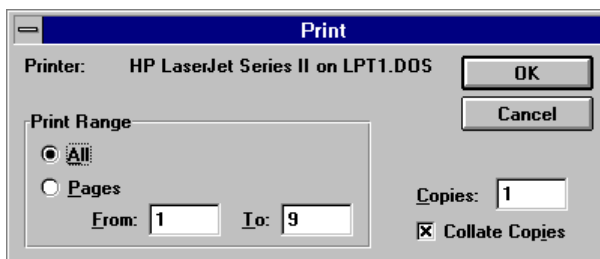 Print
Printer: HP LaserJet Series II on LPT1.DOS
OK
Cancel
Print Range
All
Pages
From: 1 To: 9
Copies: 1
Collate Copies